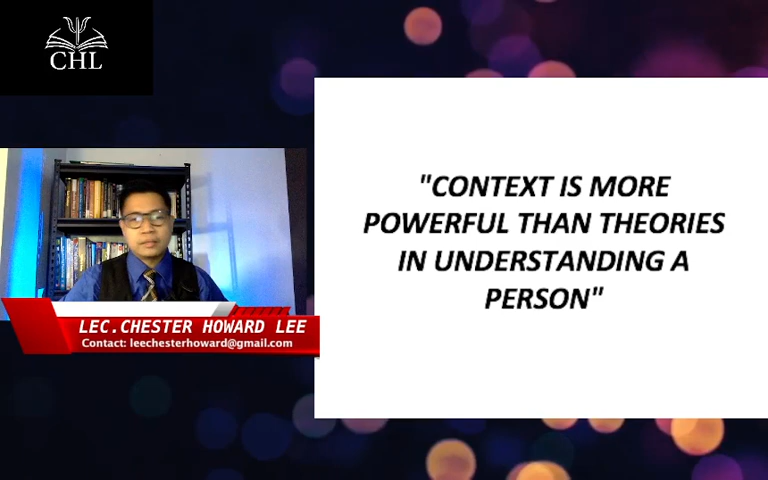 CHL
LEC.CHESTER HOWARD LEE
Contact: leechesterhoward@gmail.com
"CONTEXT IS MORE
POWERFUL THAN THEORIES
IN UNDERSTANDING A
PERSON"